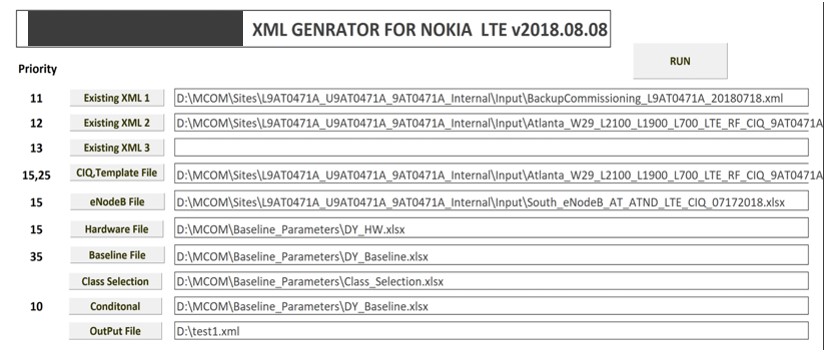 XML GENRATOR FOR NOKIA LTE v2018.08.08
RUN
Priority
11 Existing XML 1 D:\MCOM\Sites\L9AT0471A_U9AT0471A_9AT0471A_Internal\Input\BackupCommissioning_L9AT0471A_20180718.xml
12 Existing XML 2 D:\MCOM\Sites\L9AT0471A_U9AT0471A_9AT0471A_Internal\Input\Atlanta_W29_L2100_L1900_L700_LTE_RF_CIQ_9AT0471A
13 Existing XML 3
15,25 CIQ,Template File D:\MCOM\Sites\L9AT0471A_U9AT0471A_9AT0471A_Internal\Input\Atlanta_W29_L2100_L1900_L700_LTE_RF_CIQ_9AT0471A
15 eNodeB File D:\MCOM\Sites\L9AT0471A_U9AT0471A_9AT0471A_Internal\Input\South_eNodeB_AT_ATND_LTE_CIQ_07172018.xlsx
15 Hardware File D:\MCOM\Baseline_Parameters\DY_HW.xlsx
35 Baseline File D:\MCOM\Baseline_Parameters\DY_Baseline.xlsx
Class Selection D:\MCOM\Baseline_Parameters\Class_Selection.xlsx
10 Conditonal D:\MCOM\Baseline_Parameters\DY_Baseline.xlsx
OutPut File D:\test1.xml